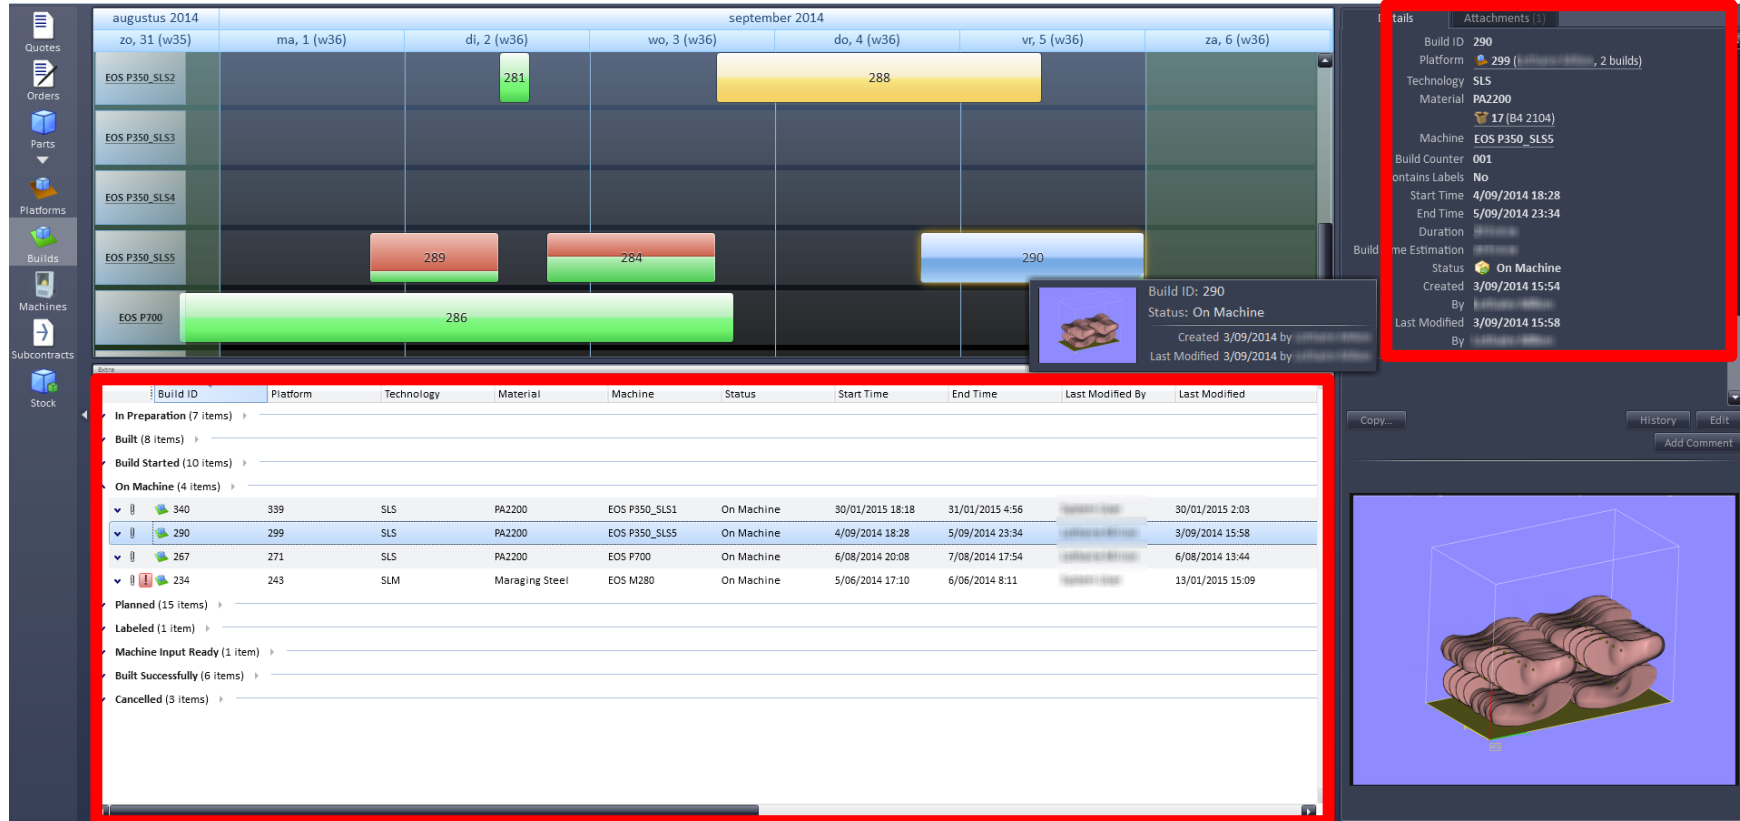 Quotes
Orders
Parts
Platforms
Builds
Machines
Subcontracts
Stock
augustus 2014
september 2014
zo, 31 (w35) ma, 1 (w36) di, 2 (w36) wo, 3 (w36) do, 4 (w36) vr, 5 (w36) za, 6 (w36)
EOS P350_SLS2 281 288
EOS P350_SLS3
EOS P350_SLS4
EOS P350_SLS5 289 284 290
EOS P700 286
Build ID: 290
Status: On Machine
Created 3/09/2014 by
Last Modified 3/09/2014 by
Extra
Build ID Platform Technology Material Machine Status Start Time End Time Last Modified By Last Modified
In Preparation (7 items)
Built (8 items)
Build Started (10 items)
On Machine (4 items)
340 339 SLS PA2200 EOS P350_SLS1 On Machine 30/01/2015 18:18 31/01/2015 4:56 30/01/2015 2:03
290 299 SLS PA2200 EOS P350_SLS5 On Machine 4/09/2014 18:28 5/09/2014 23:34 3/09/2014 15:58
267 271 SLS PA2200 EOS P700 On Machine 6/08/2014 20:08 7/08/2014 17:54 6/08/2014 13:44
234 243 SLM Maraging Steel EOS M280 On Machine 5/06/2014 17:10 6/06/2014 8:11 13/01/2015 15:09
Planned (15 items)
Labeled (1 item)
Machine Input Ready (1 item)
Built Successfully (6 items)
Cancelled (3 items)
tails Attachments (1)
Build ID 290
Platform 299 ( , 2 builds)
Technology SLS
Material PA2200
17 (B4 2104)
Machine EOS P350_SLS5
Build Counter 001
ontains Labels No
Start Time 4/09/2014 18:28
End Time 5/09/2014 23:34
Duration
Build me Estimation
Status On Machine
Created 3/09/2014 15:54
By
Last Modified 3/09/2014 15:58
By
Copy... History Edit
Add Comment